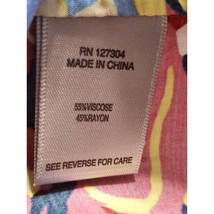 RN 127304
MADE IN CHINA
55%VISCOSE
45%RAYON
SEE REVERSE FOR CARE